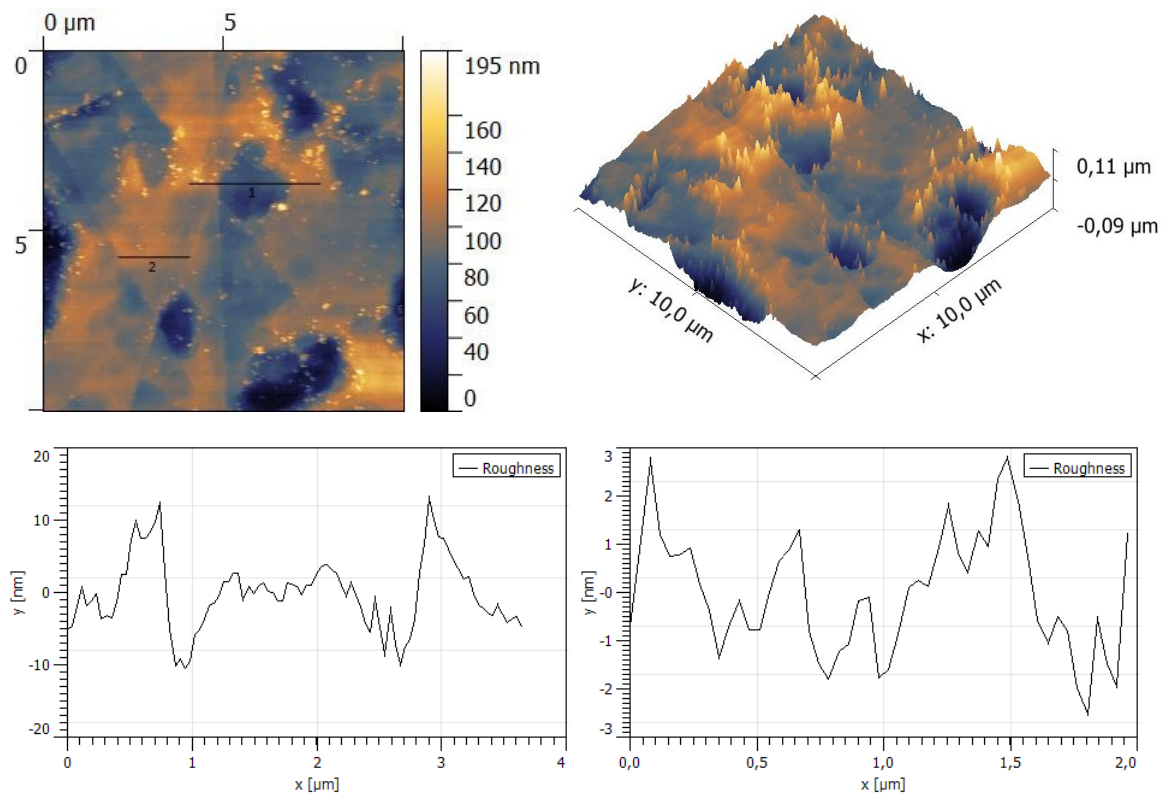 0 µm 5
0
5
1
2
195 nm
160
140
120
100
80
60
40
0
0,11 µm
-0,09 µm
y: 10,0 µm
x: 10,0 µm
Roughness
20
10
0
-10
-20
y [nm]
0 1 2 3 4
x [µm]
Roughness
3
2
1
-0
-1
-2
-3
y [nm]
0,0 0,5 1,0 1,5 2,0
x [µm]